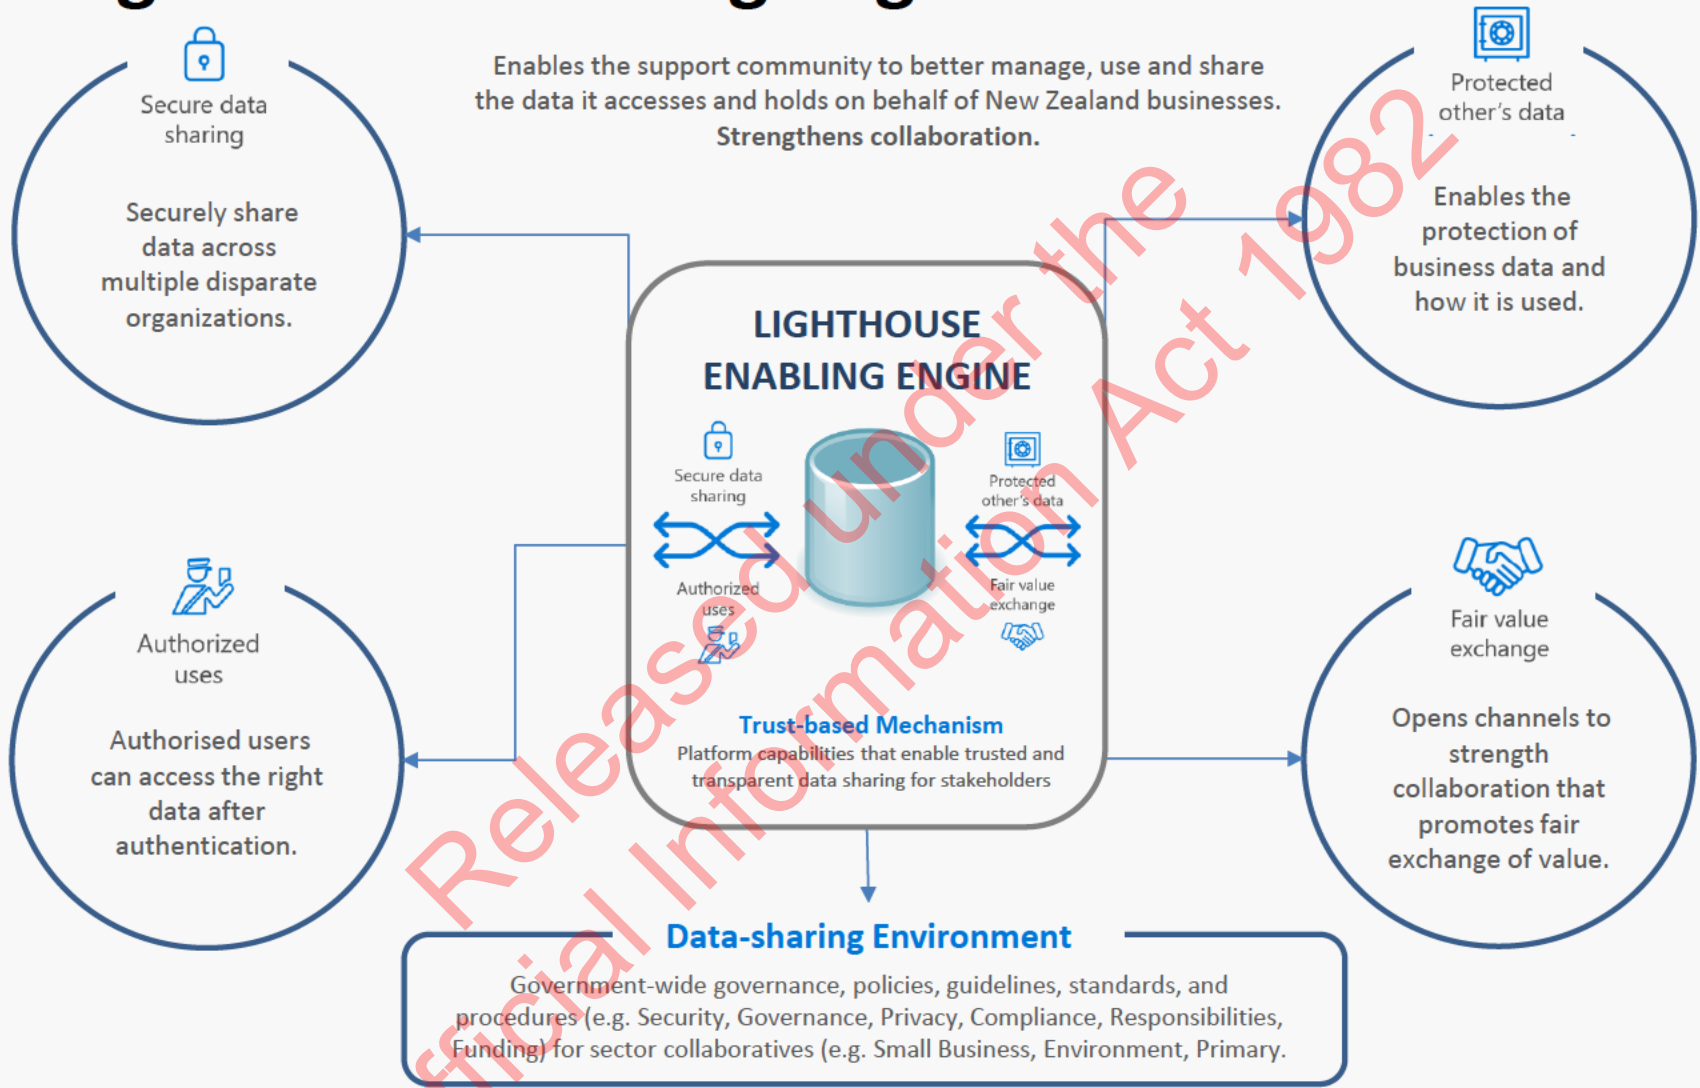 Enables the support community to better manage, use and share
the data it accesses and holds on behalf of New Zealand businesses.
Strengthens collaboration.
Secure data
sharing
Securely share
data across
multiple disparate
organizations.
Protected
other's data
Enables the
protection of
business data and
how it is used.
LIGHTHOUSE
ENABLING ENGINE
Secure data
sharing
Protected
other's data
Authorized
uses
Fair value
exchange
Trust-based Mechanism
Platform capabilities that enable trusted and
transparent data sharing for stakeholders
Authorized
uses
Authorised users
can access the right
data after
authentication.
Fair value
exchange
Opens channels to
strength
collaboration that
promotes fair
exchange of value.
Data-sharing Environment
Government-wide governance, policies, guidelines, standards, and
procedures (e.g. Security, Governance, Privacy, Compliance, Responsibilities,
Funding) for sector collaboratives (e.g. Small Business, Environment, Primary.
Released under the
Information Act 1982